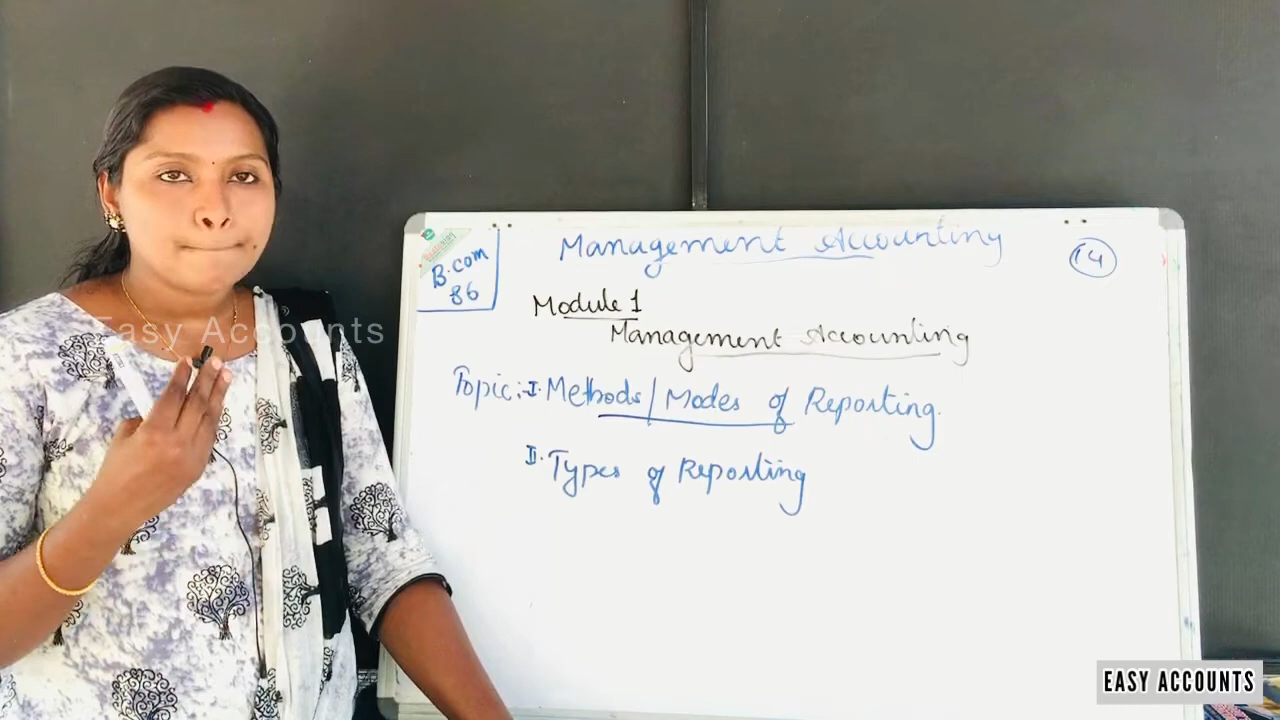 Management Accounting
14
B.com
S6
Module 1
Management Accounting
Topic:- I. Methods/Modes of Reporting.
II. Types of Reporting
Easy Accounts
EASY ACCOUNTS